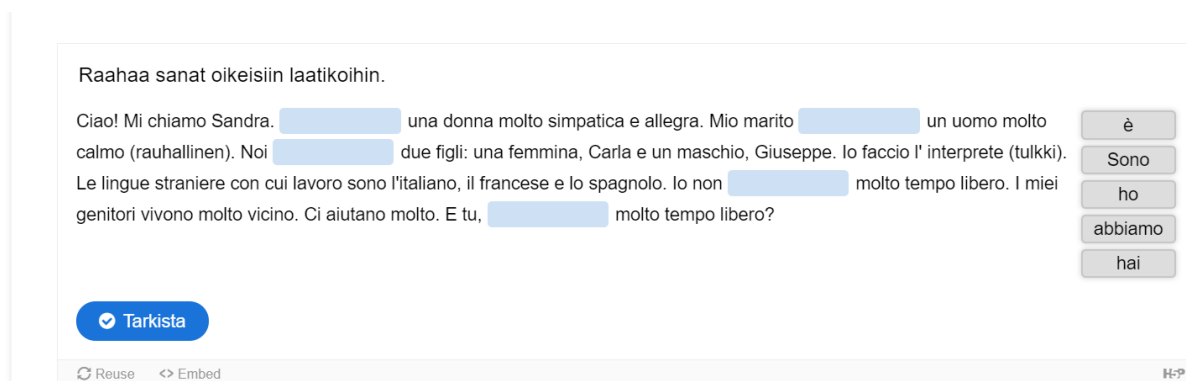 Raahaa sanat oikeisiin laatikoihin.
Ciao! Mi chiamo Sandra. una donna molto simpatica e allegra. Mio marito un uomo molto
calmo (rauhallinen). Noi due figli: una femmina, Carla e un maschio, Giuseppe. Io faccio l' interprete (tulkki).
Le lingue straniere con cui lavoro sono l'italiano, il francese e lo spagnolo. Io non molto tempo libero. I miei
genitori vivono molto vicino. Ci aiutano molto. E tu, molto tempo libero?
è
Sono
ho
abbiamo
hai
Tarkista
Reuse <> Embed
H5P